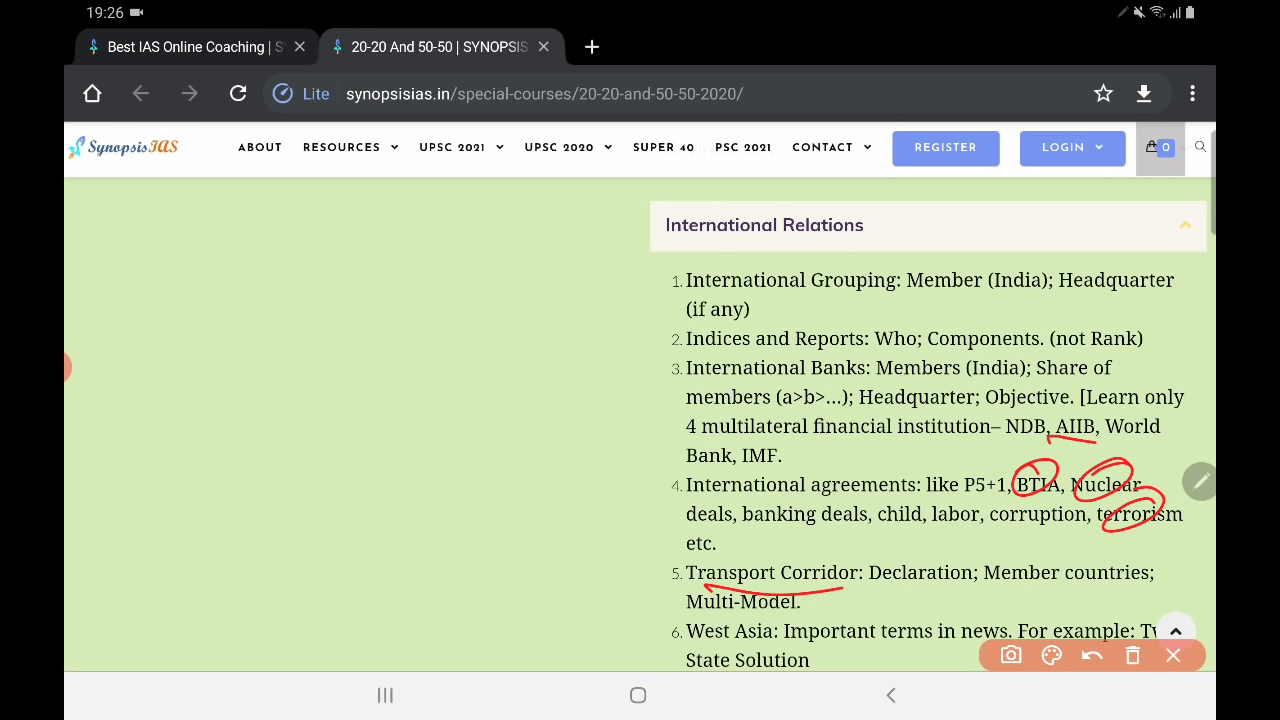 19:26
Best IAS Online Coaching | S
20-20 And 50-50 | SYNOPSIS
Lite synopsisias.in/special-courses/20-20-and-50-50-2020/
SynopsisIAS ABOUT RESOURCES UPSC 2021 UPSC 2020 SUPER 40 PSC 2021 CONTACT REGISTER LOGIN 0
International Relations
1. International Grouping: Member (India); Headquarter
(if any)
2. Indices and Reports: Who; Components. (not Rank)
3. International Banks: Members (India); Share of
members (a>b>...); Headquarter; Objective. [Learn only
4 multilateral financial institution– NDB, AIIB, World
Bank, IMF.
4. International agreements: like P5+1, BTIA, Nuclear
deals, banking deals, child, labor, corruption, terrorism
etc.
5. Transport Corridor: Declaration; Member countries;
Multi-Model.
6. West Asia: Important terms in news. For example:
State Solution